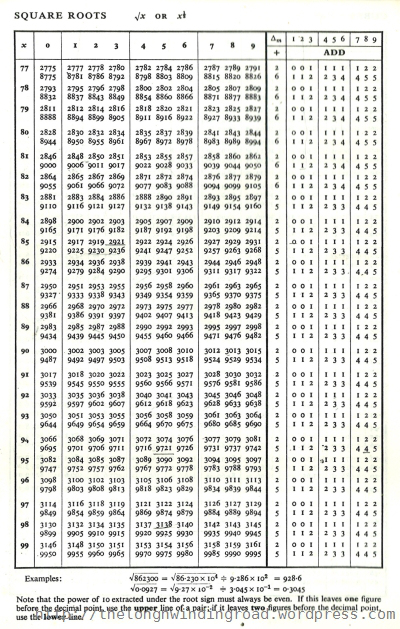 SQUARE ROOTS √x OR x½
x 0 1 2 3 4 5 6 7 8 9 Δm 1 2 3 4 5 6 7 8 9
+ ADD
77 2775 2777 2778 2780 2782 2784 2786 2787 2789 2791 2 0 0 1 1 1 1 1 2 2
8775 8781 8786 8792 8798 8803 8809 8815 8820 8826 6 1 1 2 2 3 4 4 5 5
78 2793 2795 2796 2798 2800 2802 2804 2805 2807 2809 2 0 0 1 1 1 1 1 2 2
8832 8837 8843 8849 8854 8860 8866 8871 8877 8883 6 1 1 2 2 3 4 4 5 5
79 2811 2812 2814 2816 2818 2820 2821 2823 2825 2827 2 0 0 1 1 1 1 1 2 2
8888 8894 8899 8905 8911 8916 8922 8927 8933 8939 6 1 1 2 2 3 4 4 5 5
80 2828 2830 2832 2834 2835 2837 2839 2841 2843 2844 2 0 0 1 1 1 1 1 2 2
8944 8950 8955 8961 8967 8972 8978 8983 8989 8994 6 1 1 2 2 3 4 4 5 5
81 2846 2848 2850 2851 2853 2855 2857 2858 2860 2862 2 0 0 1 1 1 1 1 2 2
9000 9006 9011 9017 9022 9028 9033 9039 9044 9050 6 1 1 2 2 3 4 4 5 5
82 2864 2865 2867 2869 2871 2872 2874 2876 2877 2879 2 0 0 1 1 1 1 1 2 2
9055 9061 9066 9072 9077 9083 9088 9094 9099 9105 6 1 1 2 2 3 4 4 5 5
83 2881 2883 2884 2886 2888 2890 2891 2893 2895 2897 2 0 0 1 1 1 1 1 2 2
9110 9116 9121 9127 9132 9138 9143 9149 9154 9160 5 1 1 2 2 3 3 4 4 5
84 2898 2900 2902 2903 2905 2907 2909 2910 2912 2914 2 0 0 1 1 1 1 1 2 2
9165 9171 9176 9182 9187 9192 9198 9203 9209 9214 5 1 1 2 2 3 3 4 4 5
85 2915 2917 2919 2921 2922 2924 2926 2927 2929 2931 2 0 0 1 1 1 1 1 2 2
9220 9225 9230 9236 9241 9247 9252 9257 9263 9268 5 1 1 2 2 3 3 4 4 5
86 2933 2934 2936 2938 2939 2941 2943 2944 2946 2948 2 0 0 1 1 1 1 1 2 2
9274 9279 9284 9290 9295 9301 9306 9311 9317 9322 5 1 1 2 2 3 3 4 4 5
87 2950 2951 2953 2955 2956 2958 2960 2961 2963 2965 2 0 0 1 1 1 1 1 2 2
9327 9333 9338 9343 9349 9354 9359 9365 9370 9375 5 1 1 2 2 3 3 4 4 5
88 2966 2968 2970 2972 2973 2975 2977 2978 2980 2982 2 0 0 1 1 1 1 1 2 2
9381 9386 9391 9397 9402 9407 9413 9418 9423 9429 5 1 1 2 2 3 3 4 4 5
89 2983 2985 2987 2988 2990 2992 2993 2995 2997 2998 2 0 0 1 1 1 1 1 2 2
9434 9439 9445 9450 9455 9460 9466 9471 9476 9482 5 1 1 2 2 3 3 4 4 5
90 3000 3002 3003 3005 3007 3008 3010 3012 3013 3015 2 0 0 1 1 1 1 1 2 2
9487 9492 9497 9503 9508 9513 9518 9524 9529 9534 5 1 1 2 2 3 3 4 4 5
91 3017 3018 3020 3022 3023 3025 3027 3028 3030 3032 2 0 0 1 1 1 1 1 2 2
9539 9545 9550 9555 9560 9566 9571 9576 9581 9586 5 1 1 2 2 3 3 4 4 5
92 3033 3035 3036 3038 3040 3041 3043 3045 3046 3048 2 0 0 1 1 1 1 1 2 2
9592 9597 9602 9607 9612 9618 9623 9628 9633 9638 5 1 1 2 2 3 3 4 4 5
93 3050 3051 3053 3055 3056 3058 3059 3061 3063 3064 2 0 0 1 1 1 1 1 2 2
9644 9649 9654 9659 9664 9670 9675 9680 9685 9690 5 1 1 2 2 3 3 4 4 5
94 3066 3068 3069 3071 3072 3074 3076 3077 3079 3081 2 0 0 1 1 1 1 1 2 2
9695 9701 9706 9711 9716 9721 9726 9731 9737 9742 5 1 1 2 2 3 3 4 4 5
95 3082 3084 3085 3087 3089 3090 3092 3094 3095 3097 2 0 0 1 1 1 1 1 2 2
9747 9752 9757 9762 9767 9772 9778 9783 9788 9793 5 1 1 2 2 3 3 4 4 5
96 3098 3100 3102 3103 3105 3106 3108 3110 3111 3113 2 0 0 1 1 1 1 1 2 2
9798 9803 9808 9813 9818 9823 9829 9834 9839 9844 5 1 1 2 2 3 3 4 4 5
97 3114 3116 3118 3119 3121 3122 3124 3126 3127 3129 2 0 0 1 1 1 1 1 2 2
9849 9854 9859 9864 9869 9874 9879 9884 9889 9894 5 1 1 2 2 3 3 4 4 5
98 3130 3132 3134 3135 3137 3138 3140 3142 3143 3145 2 0 0 1 1 1 1 1 2 2
9899 9905 9910 9915 9920 9925 9930 9935 9940 9945 5 1 1 2 2 3 3 4 4 5
99 3146 3148 3150 3151 3153 3154 3156 3158 3159 3161 2 0 0 1 1 1 1 1 2 2
9950 9955 9960 9965 9970 9975 9980 9985 9990 9995 5 1 1 2 2 3 3 4 4 5
Examples: √862300 = √86·230×10⁴ ≏ 9·286×10² = 928·6
√0·0927 = √9·27×10⁻² ≏ 3·045×10⁻¹ = 0·3045
Note that the power of 10 extracted under the root sign must always be even. If this leaves one figure
before the decimal point, use the upper line of a pair; if it leaves two figures before the decimal point,
use the lower line.
http://thelonghwindingroad.wordpress.com